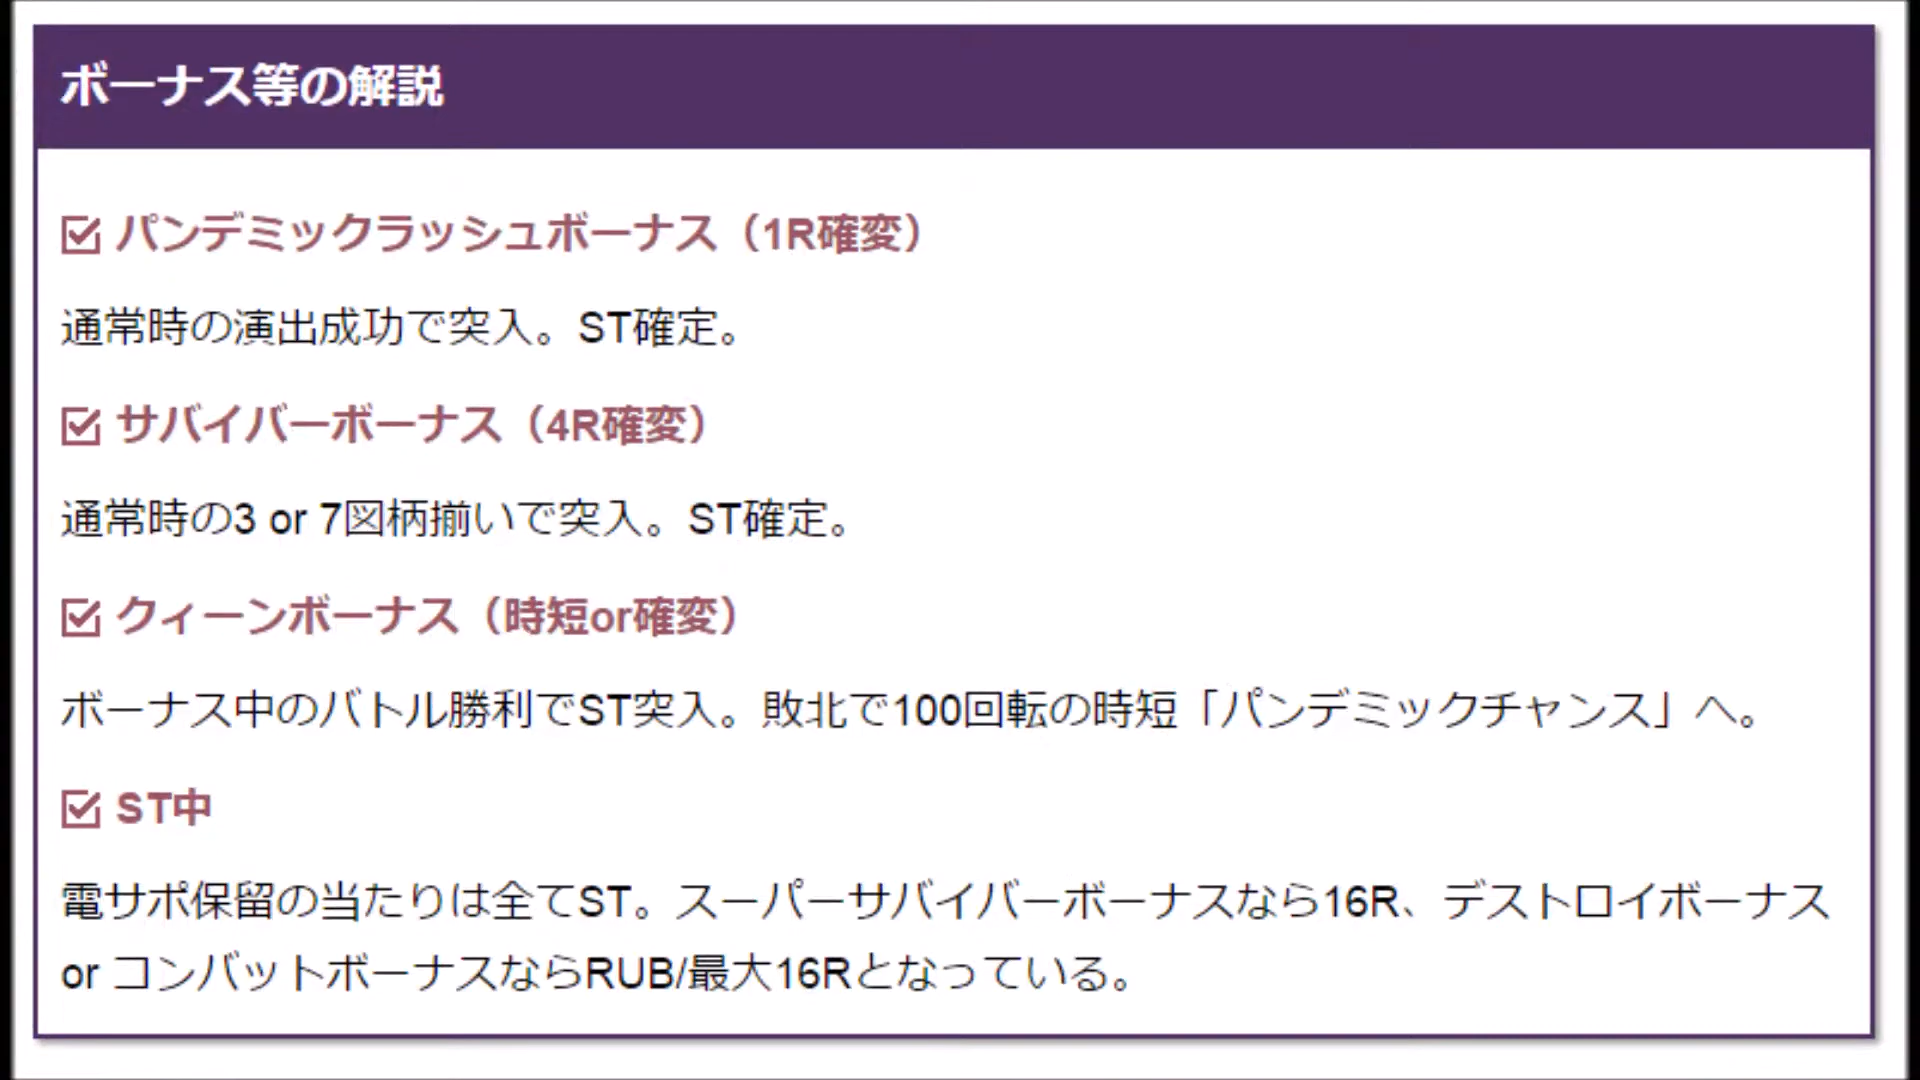 ボーナス等の解説
パンデミックラッシュボーナス（1R確変）
通常時の演出成功で突入。ST確定。
サバイバーボーナス（4R確変）
通常時の3 or 7図柄揃いで突入。ST確定。
クィーンボーナス（時短or確変）
ボーナス中のバトル勝利でST突入。敗北で100回転の時短「パンデミックチャンス」へ。
ST中
電サポ保留の当たりは全てST。スーパーサバイバーボーナスなら16R、デストロイボーナス
or コンバットボーナスならRUB/最大16Rとなっている。